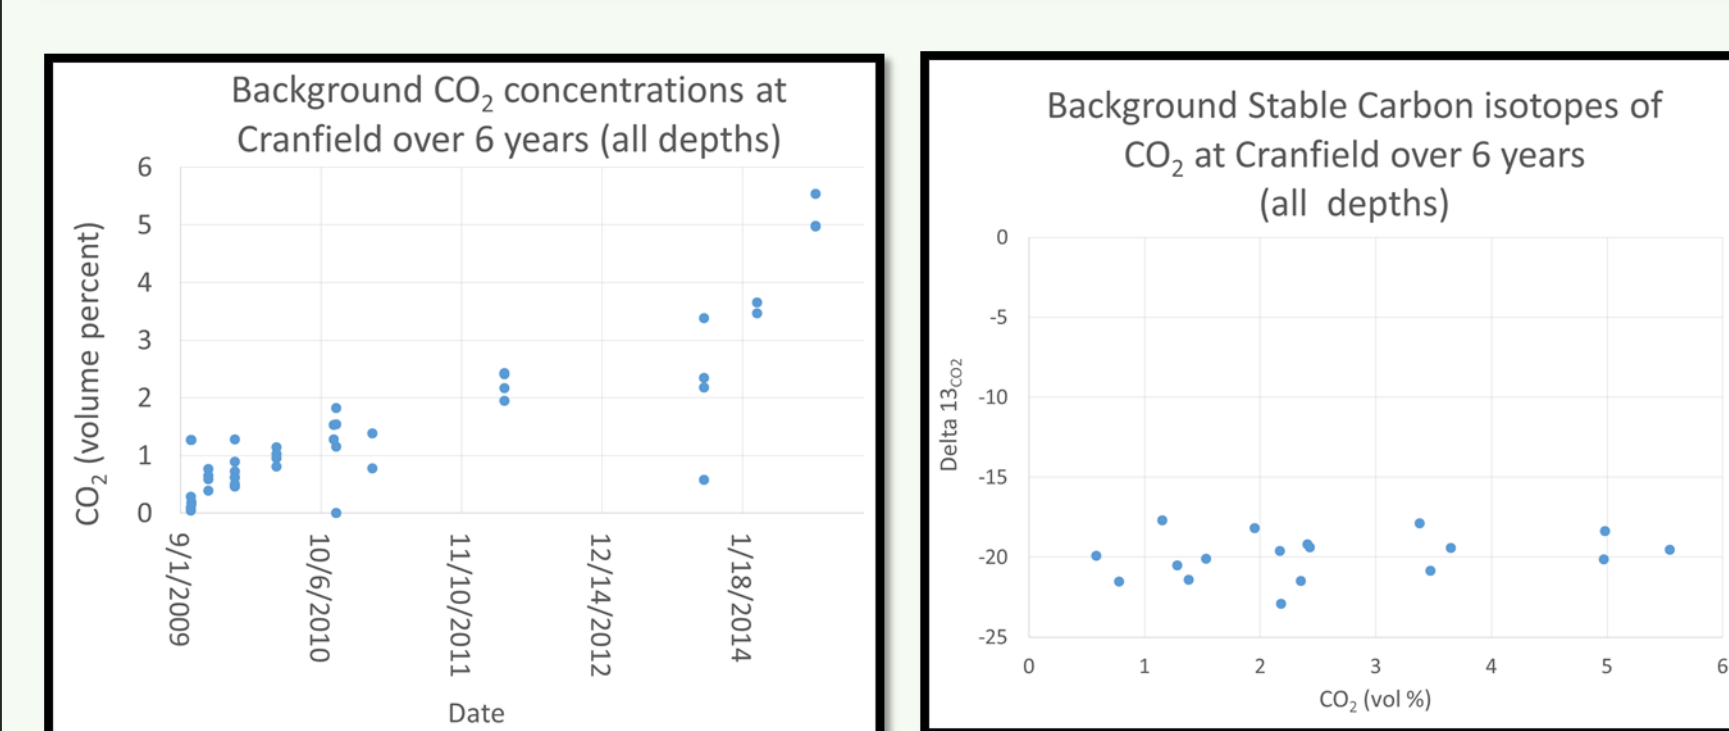 Background CO2 concentrations at
Cranfield over 6 years (all depths)
6
5
4
3
2
1
0
CO2 (volume percent)
9/1/2009
10/6/2010
11/10/2011
12/14/2012
1/18/2014
Date
Background Stable Carbon isotopes of
CO2 at Cranfield over 6 years
(all depths)
0
-5
-10
-15
-20
-25
Delta 13CO2
0 1 2 3 4 5 6
CO2 (vol %)